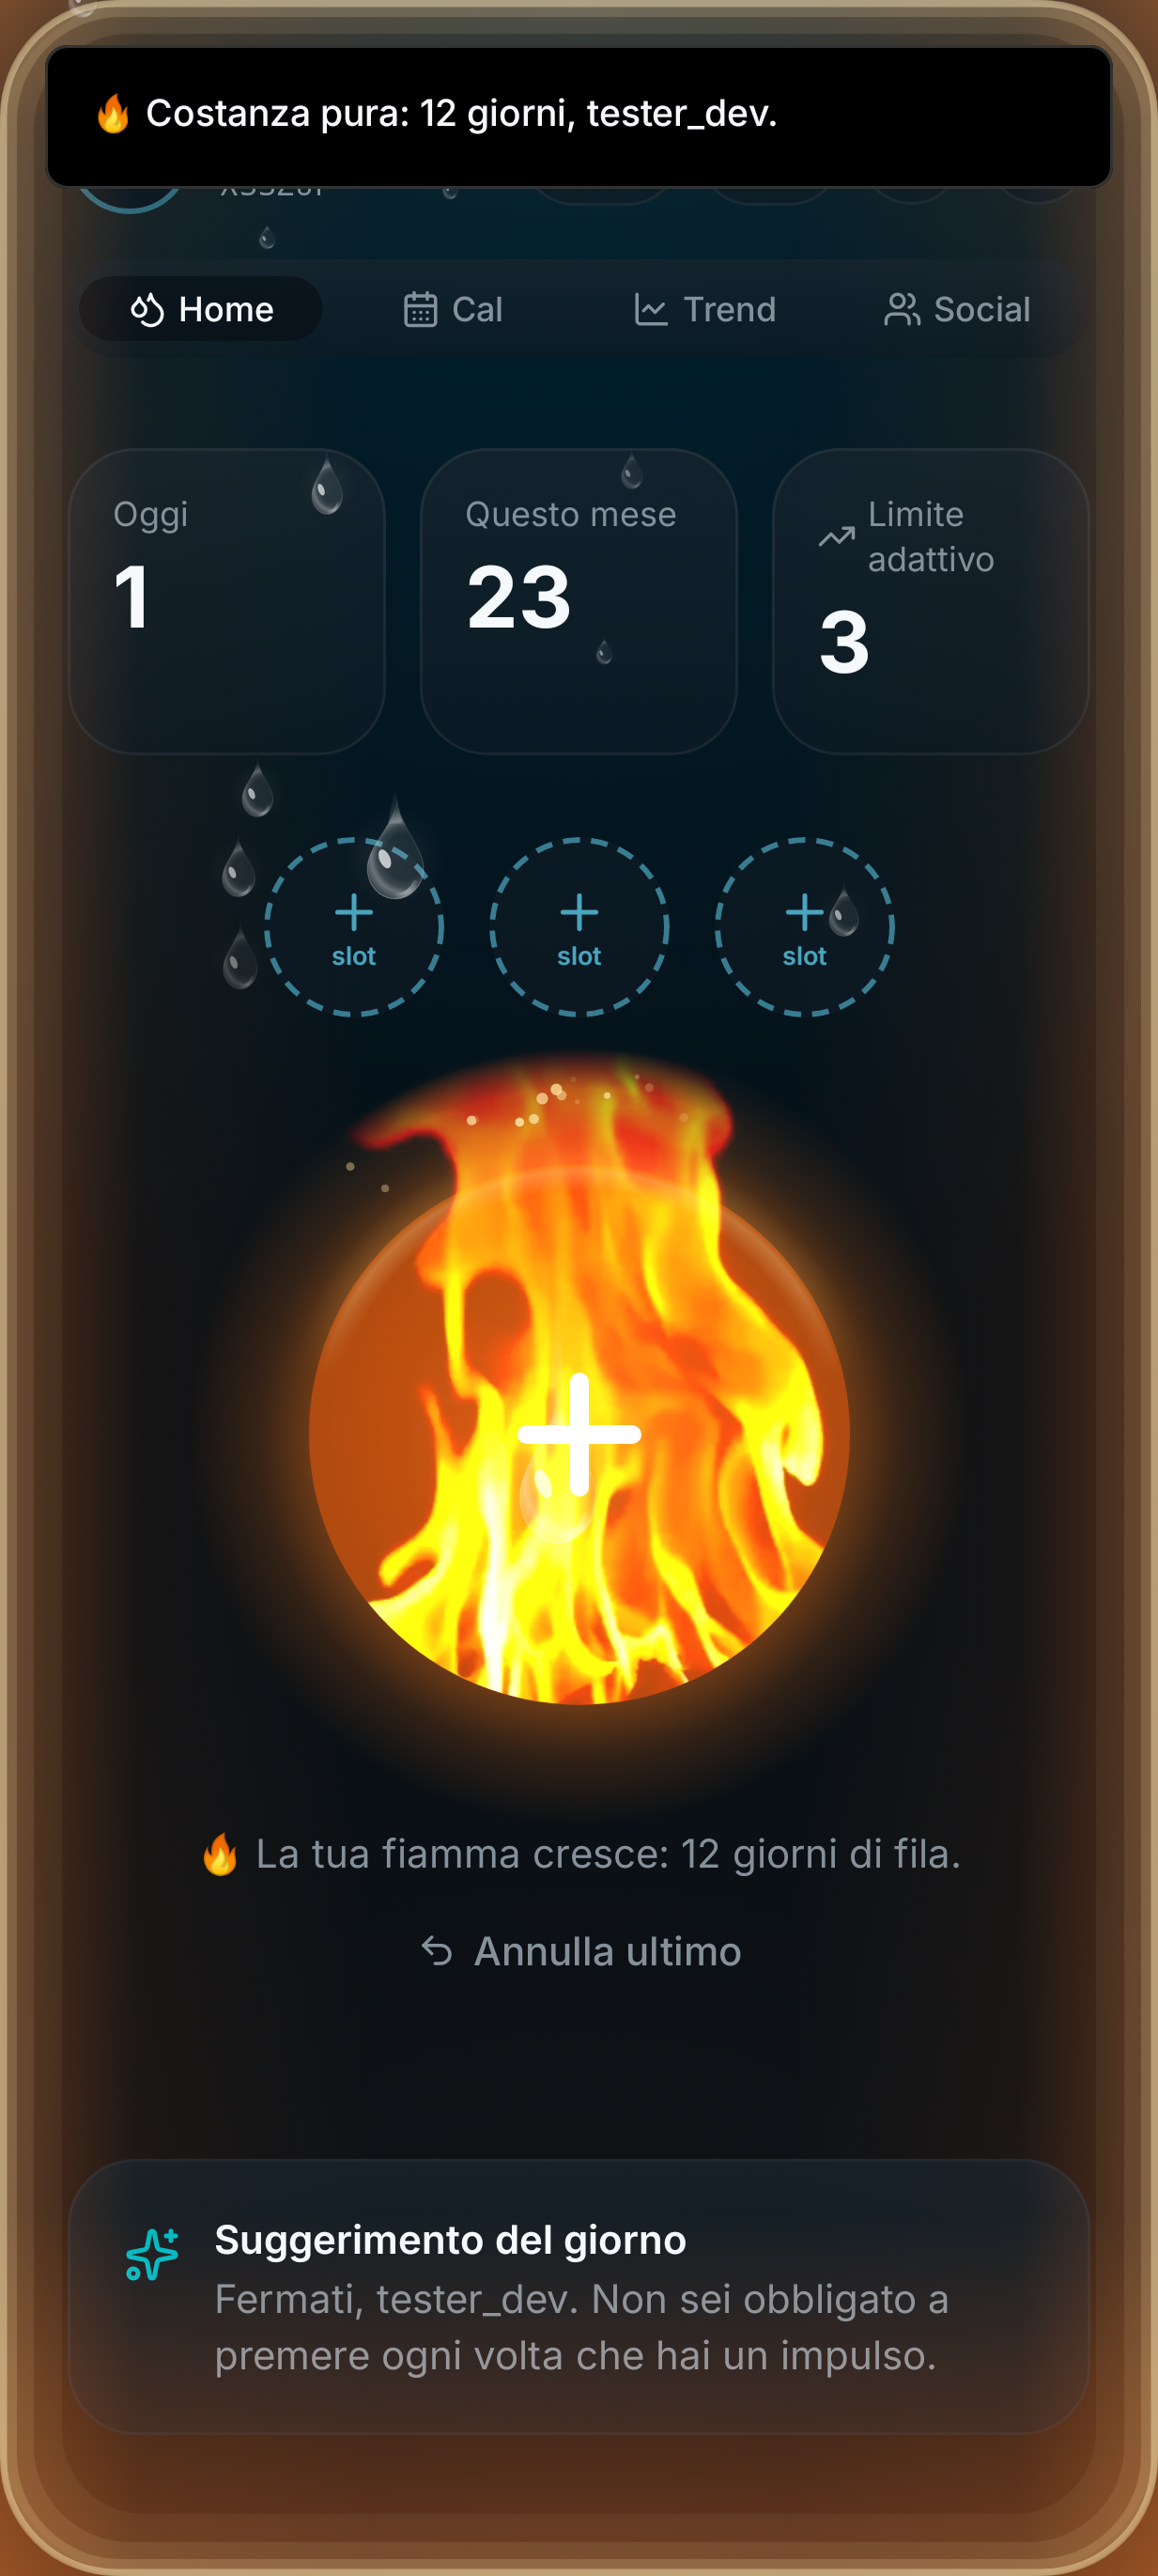 🔥 Costanza pura: 12 giorni, tester_dev.
Home
Cal
Trend
Social
Oggi
1
Questo mese
23
Limite
adattivo
3
slot
slot
slot
🔥 La tua fiamma cresce: 12 giorni di fila.
Annulla ultimo
Suggerimento del giorno
Fermati, tester_dev. Non sei obbligato a
premere ogni volta che hai un impulso.